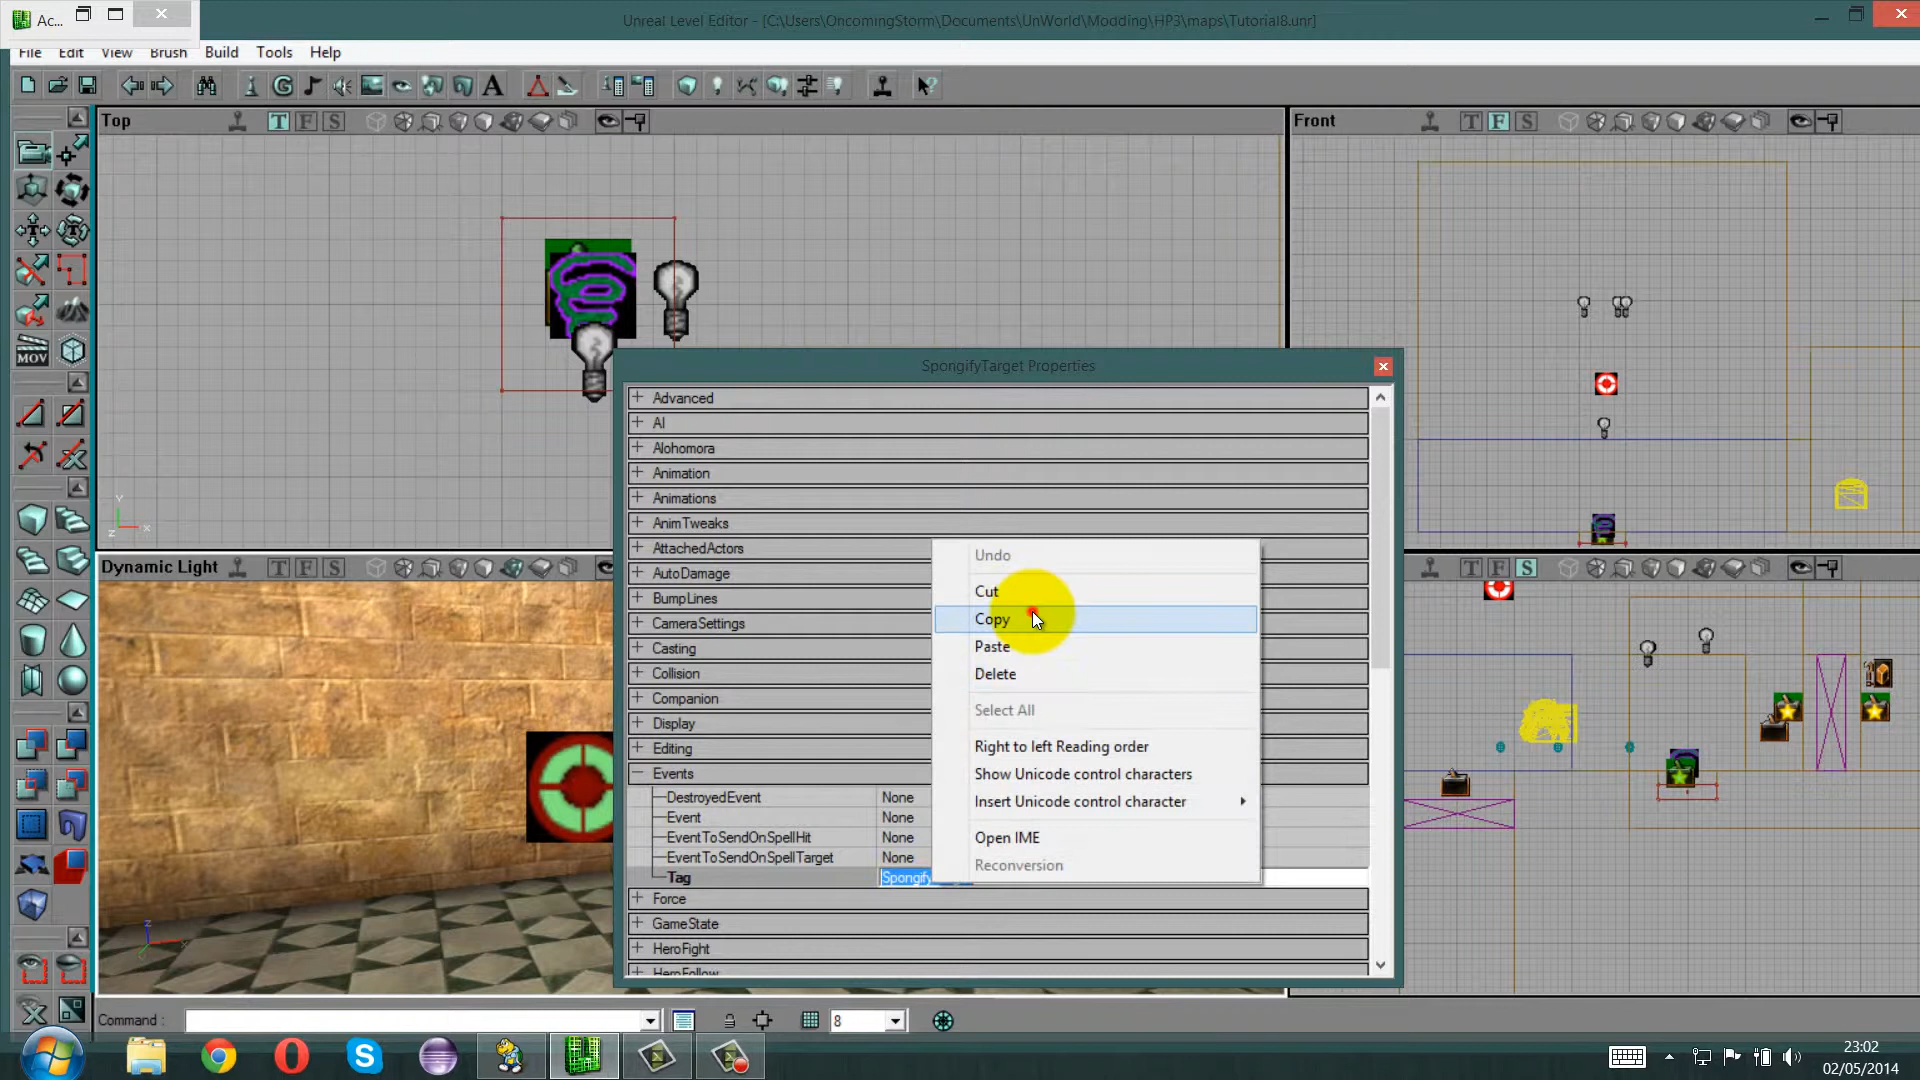 Ac...
Unreal Level Editor - [C:\Users\OncomingStorm\Documents\UnWorld\Modding\HP3\maps\Tutorial8.unr]
File Edit View Brush Build Tools Help
Top
T F S
Front
T F S
SpongifyTarget Properties
Advanced
AI
Alohomora
Animation
Animations
AnimTweaks
AttachedActors
AutoDamage
BumpLines
CameraSettings
Casting
Collision
Companion
Display
Editing
Events
DestroyedEvent None
Event None
EventToSendOnSpellHit None
EventToSendOnSpellTarget None
Tag Spongify
Force
GameState
HeroFight
HeroFollow
Undo
Cut
Copy
Paste
Delete
Select All
Right to left Reading order
Show Unicode control characters
Insert Unicode control character
Open IME
Reconversion
MOV
Y
X
Z
Dynamic Light
T F S
T F S
Z
Command :
8
23:02
02/05/2014